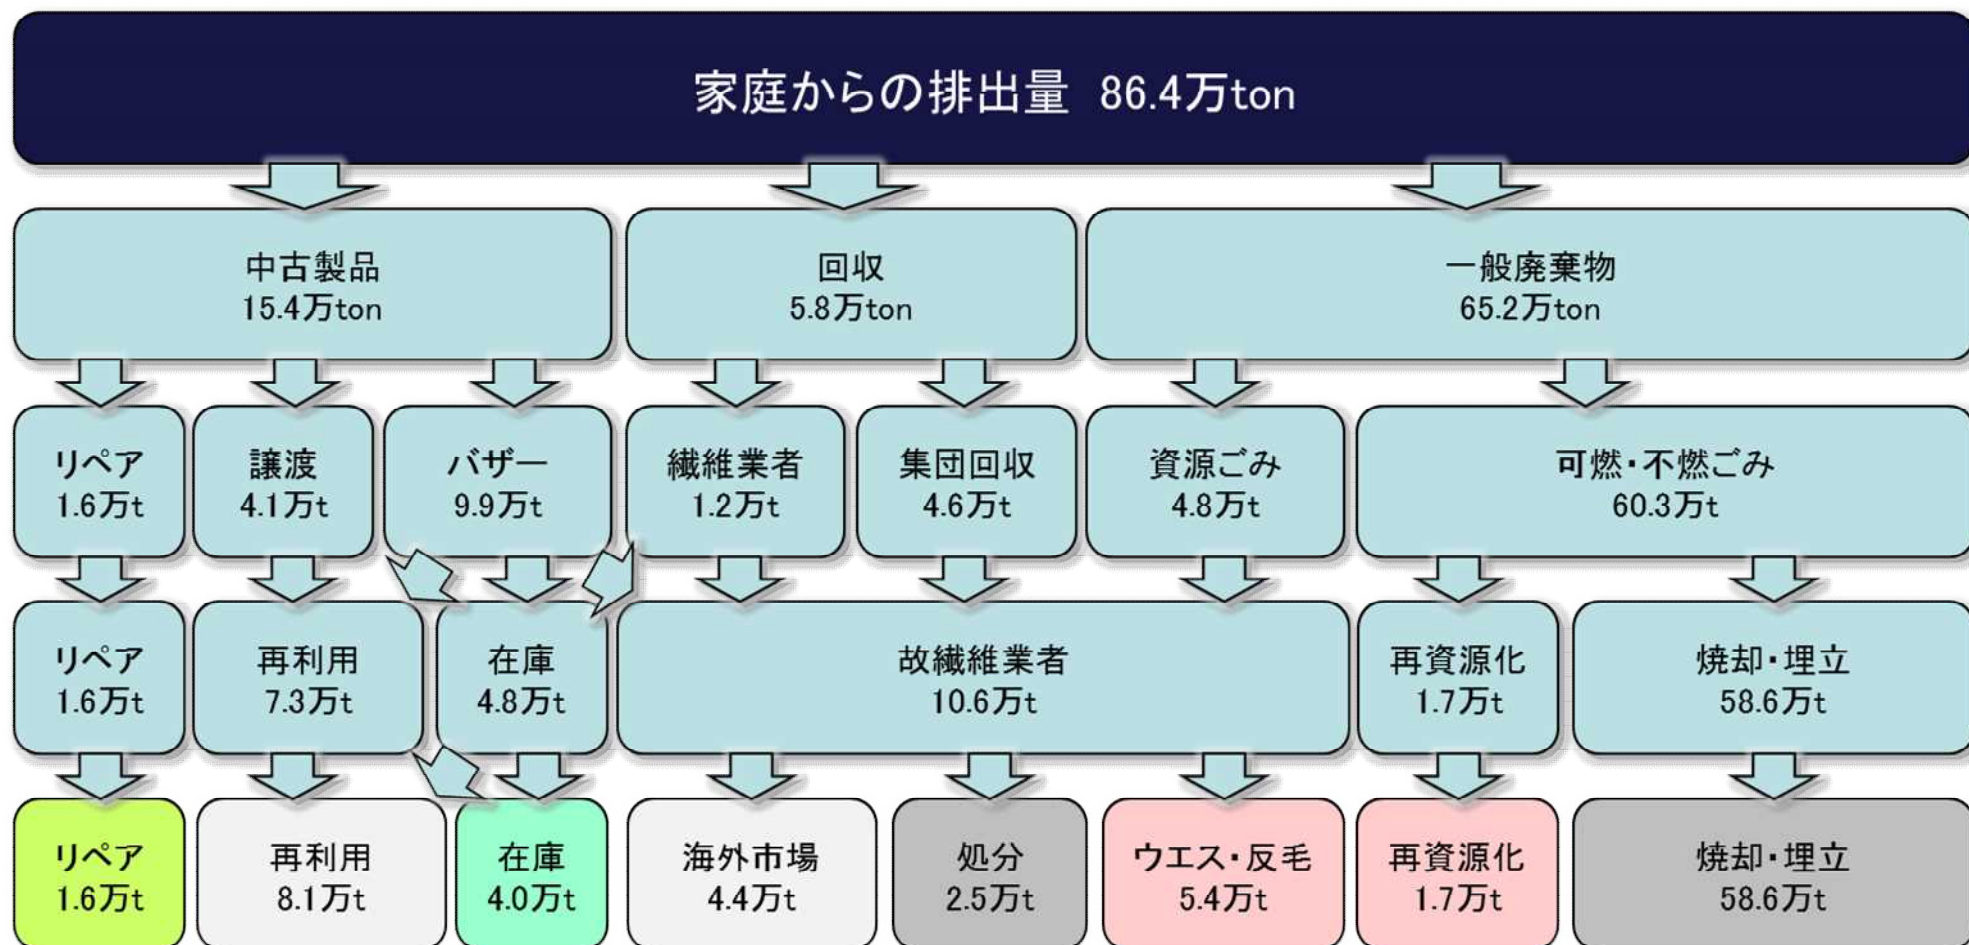 家庭からの排出量 86.4万ton
中古製品
15.4万ton
回収
5.8万ton
一般廃棄物
65.2万ton
リペア
1.6万t
譲渡
4.1万t
バザー
9.9万t
繊維業者
1.2万t
集団回収
4.6万t
資源ごみ
4.8万t
可燃・不燃ごみ
60.3万t
リペア
1.6万t
再利用
7.3万t
在庫
4.8万t
故繊維業者
10.6万t
再資源化
1.7万t
焼却・埋立
58.6万t
リペア
1.6万t
再利用
8.1万t
在庫
4.0万t
海外市場
4.4万t
処分
2.5万t
ウエス・反毛
5.4万t
再資源化
1.7万t
焼却・埋立
58.6万t